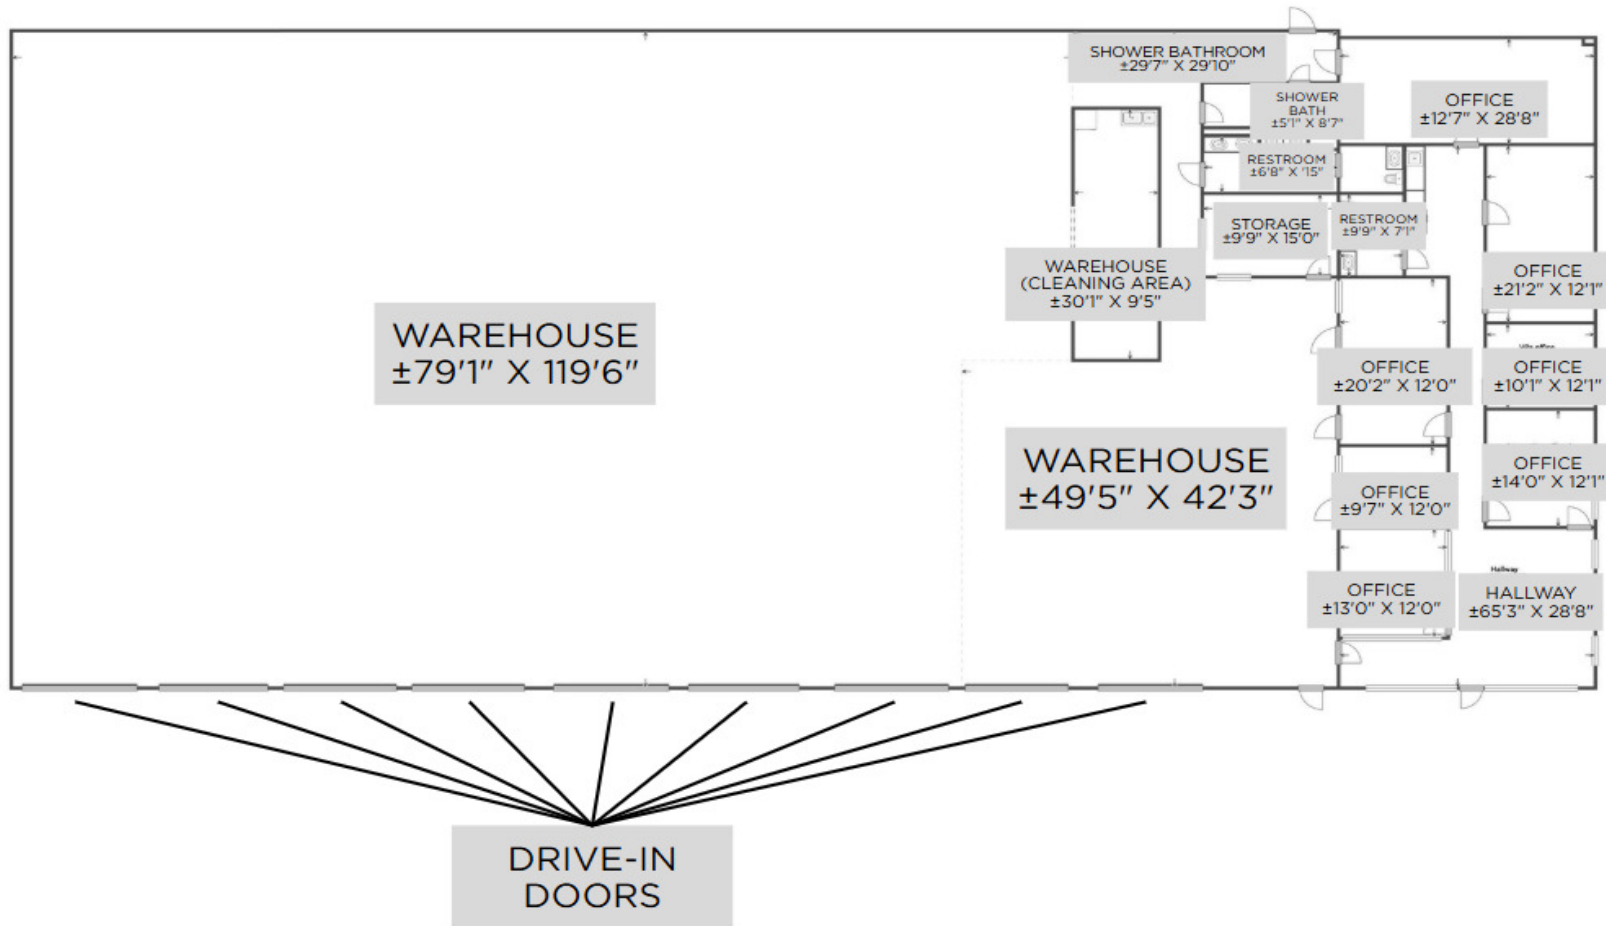 SHOWER BATHROOM
±29'7" X 29'10"
SHOWER
BATH
±5'1" X 8'7"
OFFICE
±12'7" X 28'8"
RESTROOM
±6'8" X '15"
STORAGE
±9'9" X 15'0"
RESTROOM
±9'9" X 7'1"
WAREHOUSE
(CLEANING AREA)
±30'1" X 9'5"
OFFICE
±21'2" X 12'1"
WAREHOUSE
±79'1" X 119'6"
OFFICE
±20'2" X 12'0"
OFFICE
±10'1" X 12'1"
WAREHOUSE
±49'5" X 42'3"
OFFICE
±9'7" X 12'0"
OFFICE
±14'0" X 12'1"
Hallway
OFFICE
±13'0" X 12'0"
HALLWAY
±65'3" X 28'8"
DRIVE-IN
DOORS